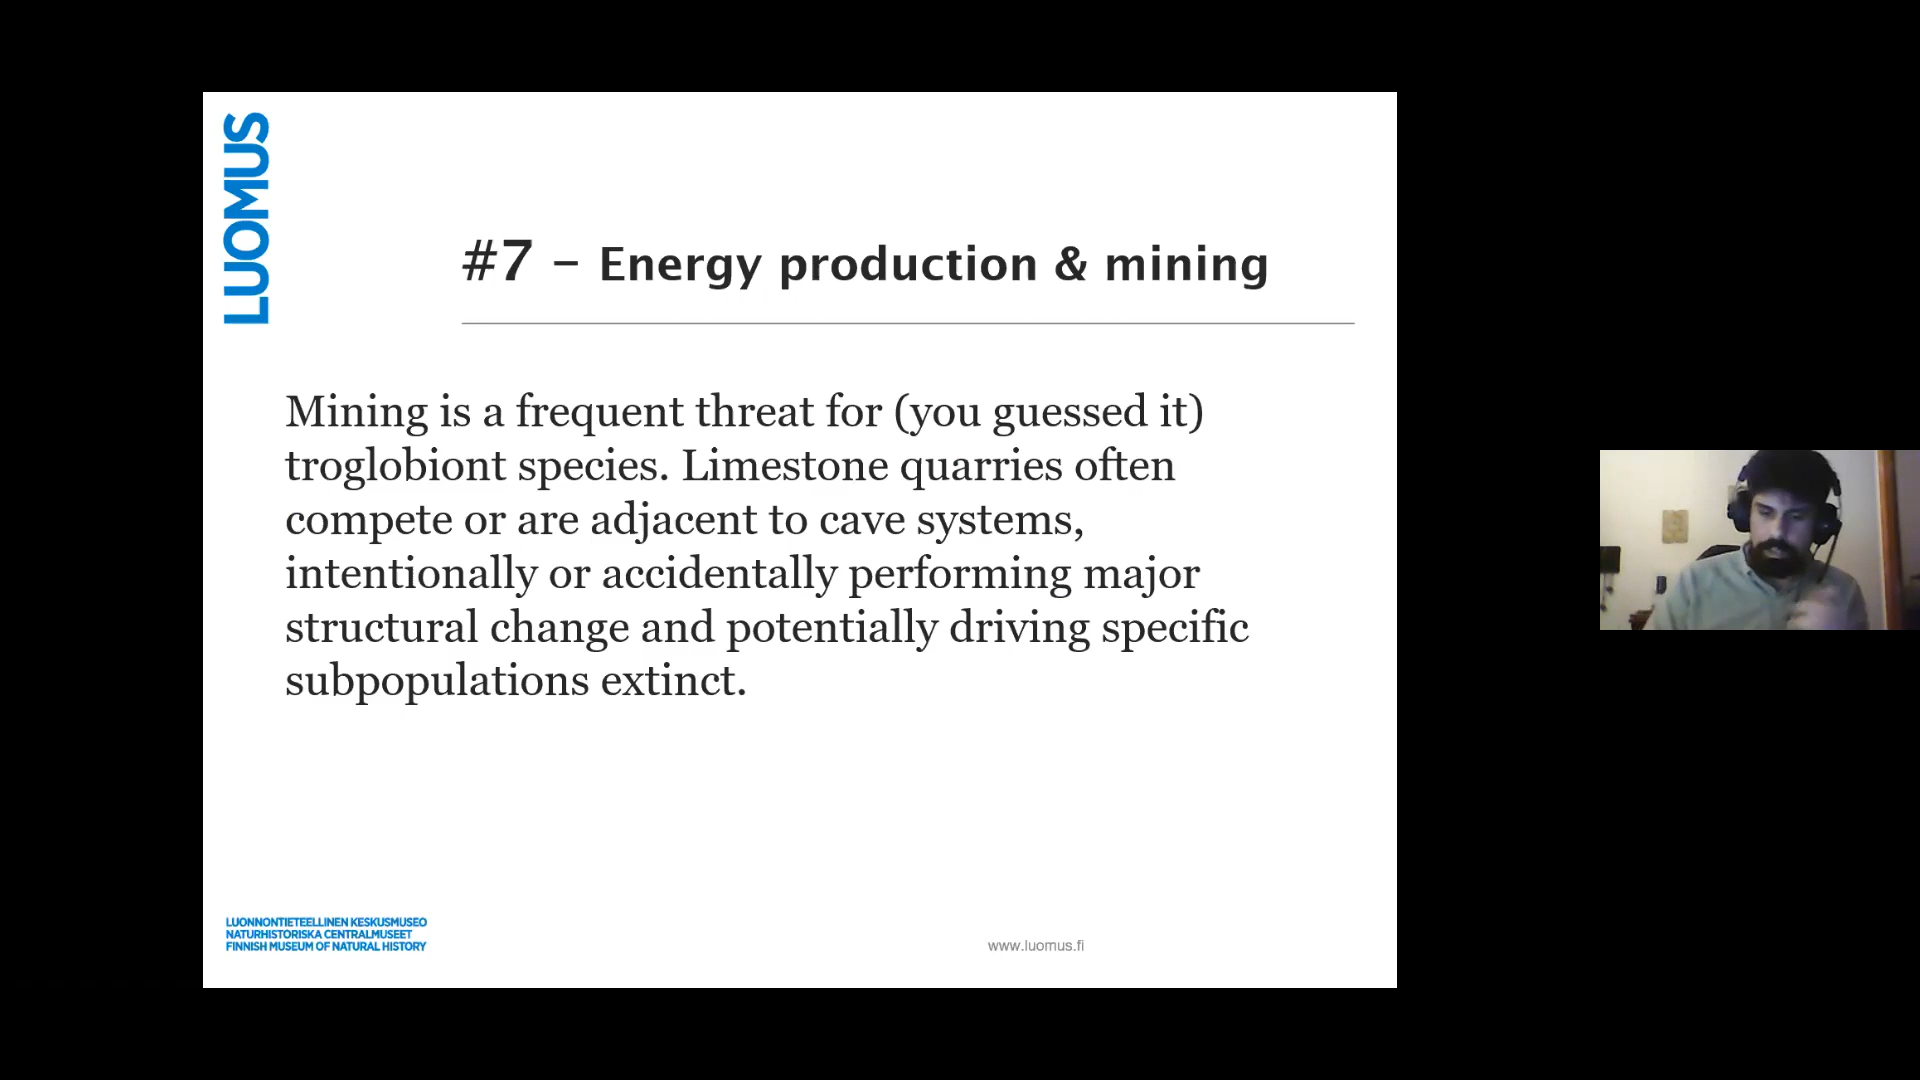 LUOMUS
#7 – Energy production & mining
Mining is a frequent threat for (you guessed it)
troglobiont species. Limestone quarries often
compete or are adjacent to cave systems,
intentionally or accidentally performing major
structural change and potentially driving specific
subpopulations extinct.
LUONNONTIETEELLINEN KESKUSMUSEO
NATURHISTORISKA CENTRALMUSEET
FINNISH MUSEUM OF NATURAL HISTORY
www.luomus.fi